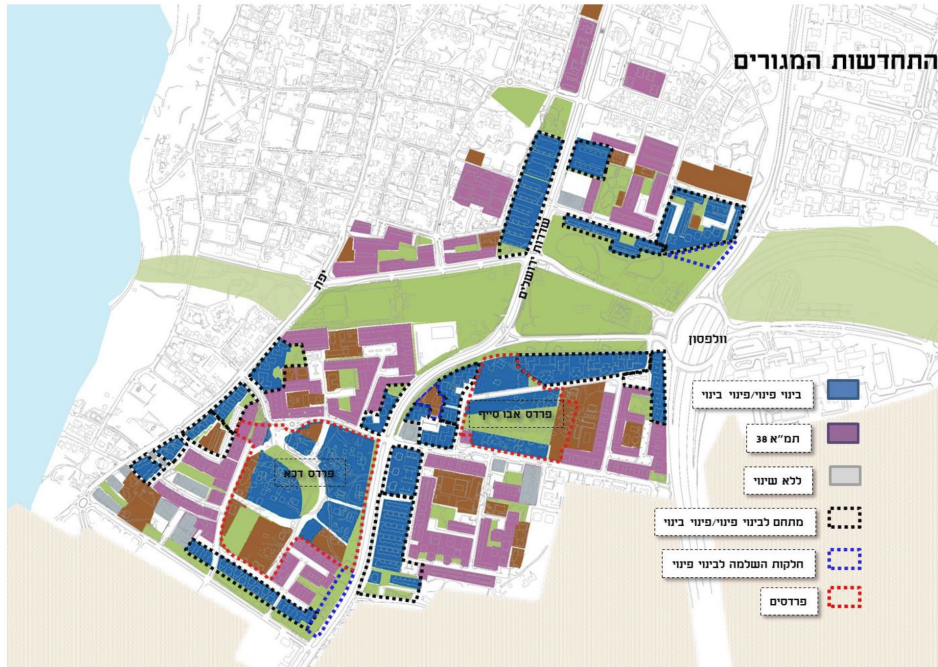 התחדשות המגורים
שדרות ירושלים
יפת
וולפסון
פרדס אבו סייף
פרדס דכא
בינוי פינוי/פינוי בינוי
תמ"א 38
ללא שינוי
מתחם לבינוי פינוי/פינוי בינוי
חלקות השלמה לבינוי פינוי
פרדסים